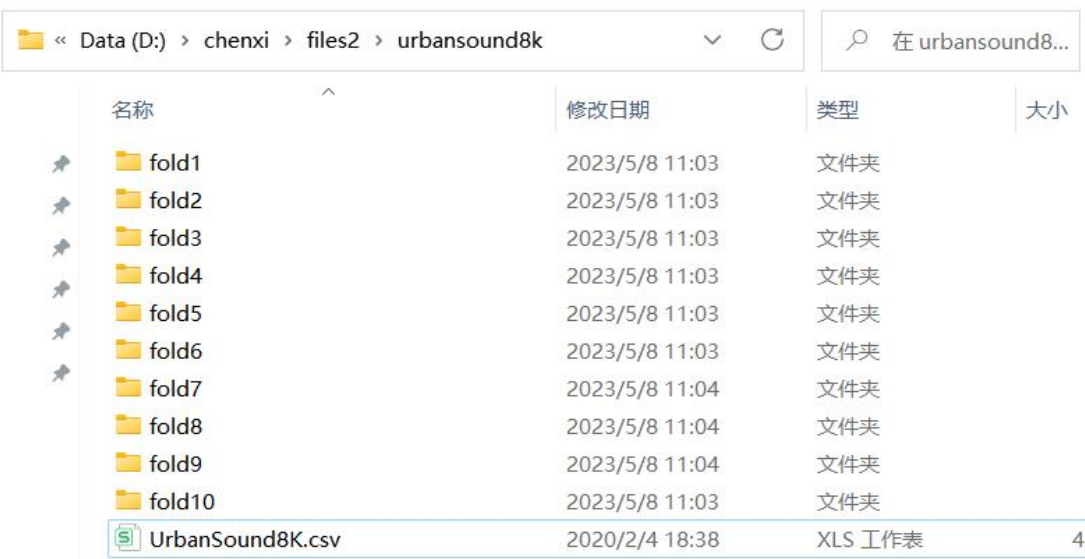 « Data (D:) > chenxi > files2 > urbansound8k 在 urbansound8...
名称 修改日期 类型 大小
fold1 2023/5/8 11:03 文件夹
fold2 2023/5/8 11:03 文件夹
fold3 2023/5/8 11:03 文件夹
fold4 2023/5/8 11:03 文件夹
fold5 2023/5/8 11:03 文件夹
fold6 2023/5/8 11:03 文件夹
fold7 2023/5/8 11:04 文件夹
fold8 2023/5/8 11:04 文件夹
fold9 2023/5/8 11:04 文件夹
fold10 2023/5/8 11:03 文件夹
UrbanSound8K.csv 2020/2/4 18:38 XLS 工作表 4